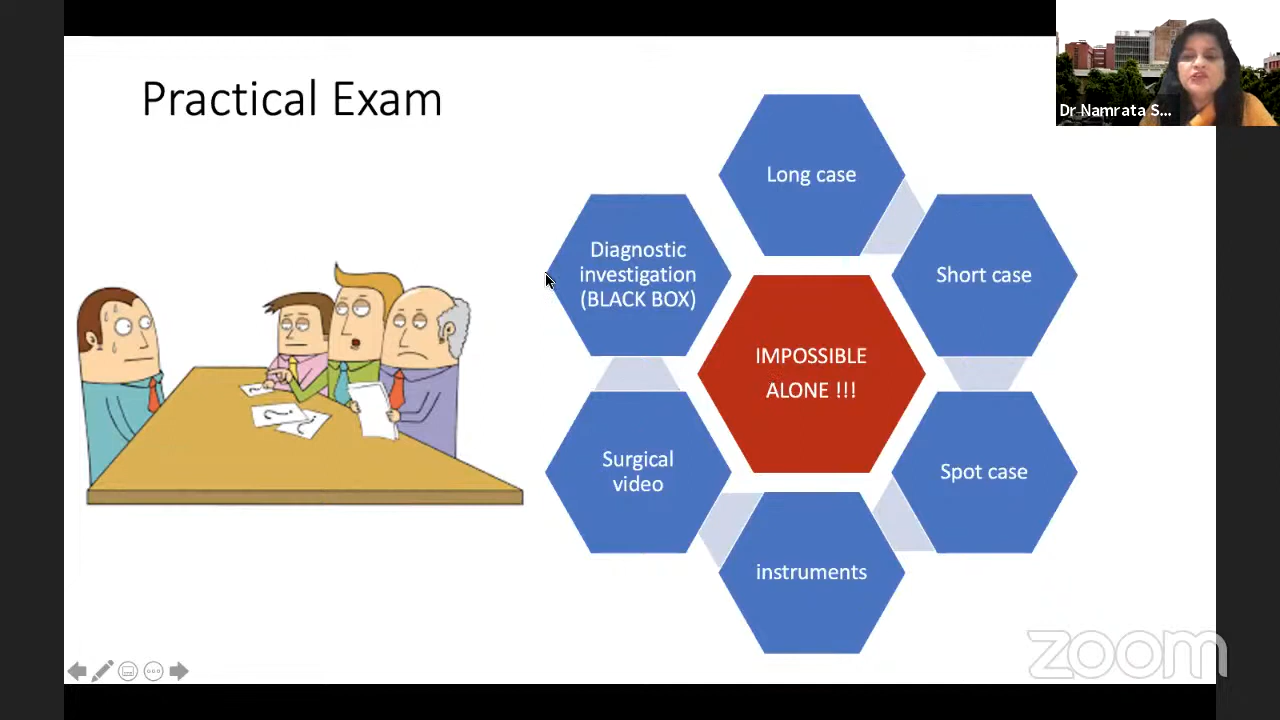 Practical Exam
Dr Namrata S...
Long case
Diagnostic
investigation
(BLACK BOX)
Short case
IMPOSSIBLE
ALONE !!!
Surgical
video
Spot case
instruments
zoom